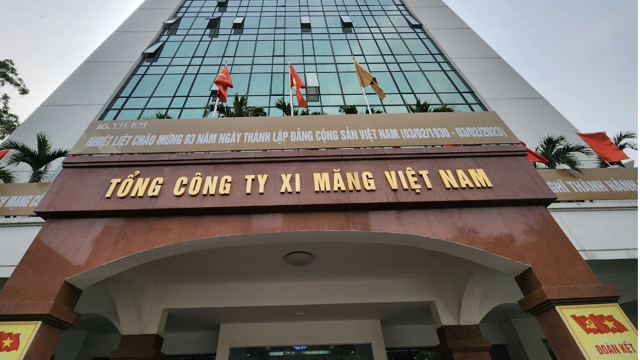 VICEM
NHIỆT LIỆT CHÀO MỪNG 93 NĂM NGÀY THÀNH LẬP ĐẢNG CỘNG SẢN VIỆT NAM (03/02/1930 - 03/02/2023)
TỔNG CÔNG TY XI MĂNG VIỆT NAM
ĐOÀN KẾT